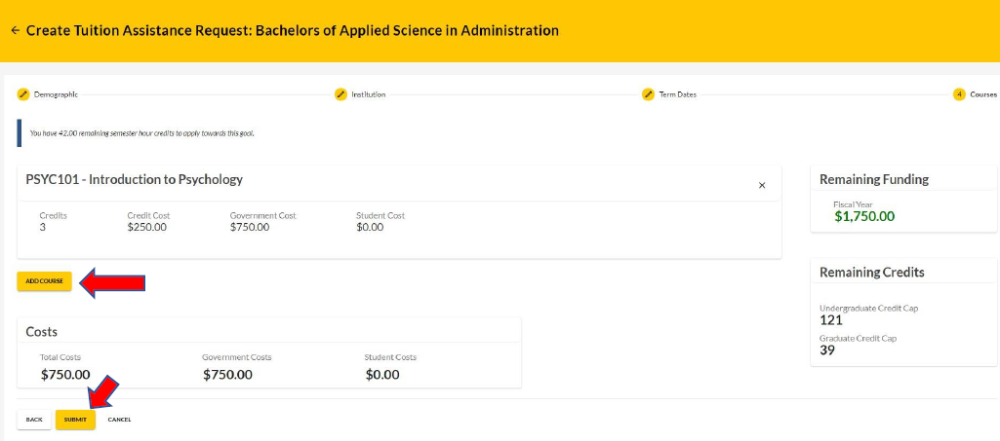 ← Create Tuition Assistance Request: Bachelors of Applied Science in Administration
Demographic Institution Term Dates 4 Courses
You have 42.00 remaining semester hour credits to apply towards this goal.
PSYC101 - Introduction to Psychology ×
Credits Credit Cost Government Cost Student Cost
3 $250.00 $750.00 $0.00
ADD COURSE
Costs
Total Costs Government Costs Student Costs
$750.00 $750.00 $0.00
BACK SUBMIT CANCEL
Remaining Funding
Fiscal Year
$1,750.00
Remaining Credits
Undergraduate Credit Cap
121
Graduate Credit Cap
39